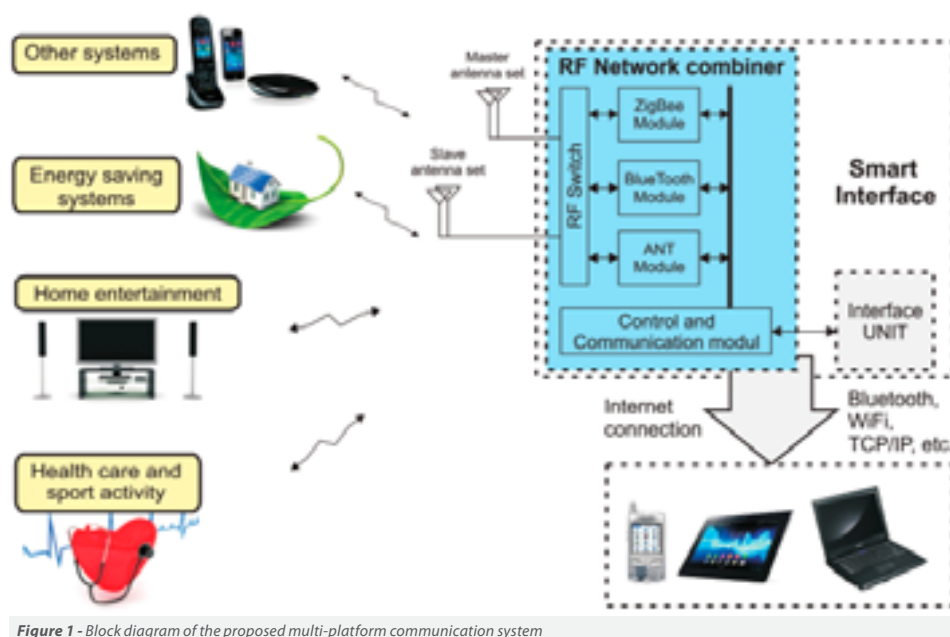 Other systems
Energy saving
systems
Home entertainment
Health care and
sport activity
Master
antenna set
Slave
antenna set
RF Network combiner
RF Switch
ZigBee
Module
BlueTooth
Module
ANT
Module
Control and
Communication modul
Smart
Interface
Interface
UNIT
Internet
connection
Bluetooth,
WiFi,
TCP/IP, etc.
Figure 1 - Block diagram of the proposed multi-platform communication system